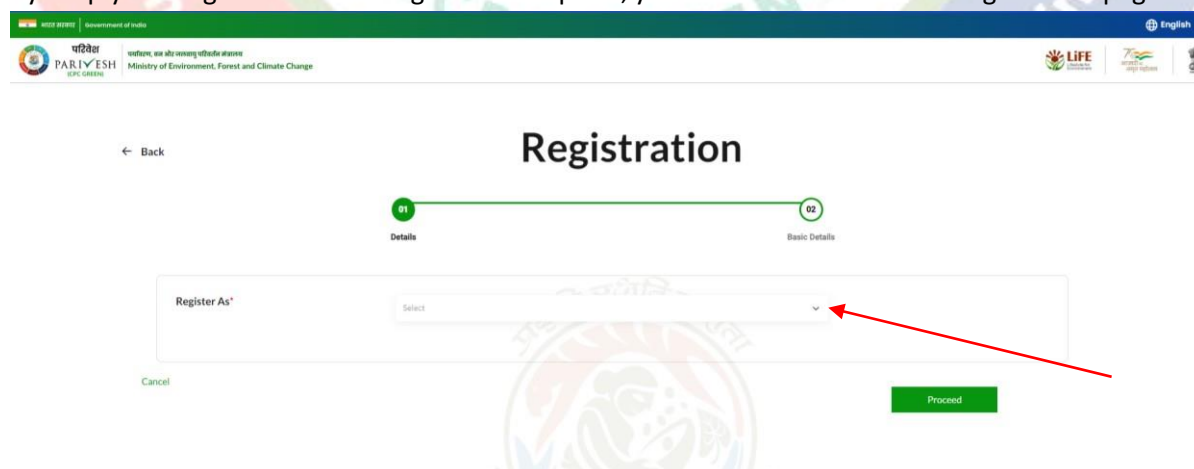 भारत सरकार | Government of India
English
परिवेश
PARIVESH
(CPC GREEN)
पर्यावरण, वन और जलवायु परिवर्तन मंत्रालय
Ministry of Environment, Forest and Climate Change
LiFE
← Back
Registration
01
02
Details
Basic Details
Register As*
Select
Cancel
Proceed